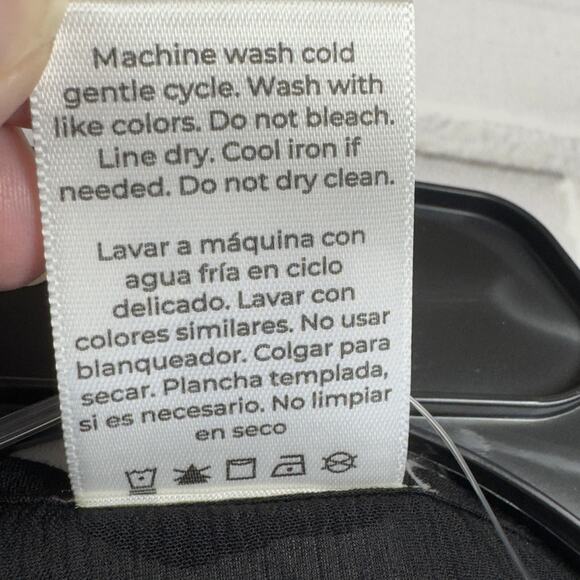 Machine wash cold
gentle cycle. Wash with
like colors. Do not bleach.
Line dry. Cool iron if
needed. Do not dry clean.
Lavar a máquina con
agua fría en ciclo
delicado. Lavar con
colores similares. No usar
blanqueador. Colgar para
secar. Plancha templada,
si es necesario. No limpiar
en seco